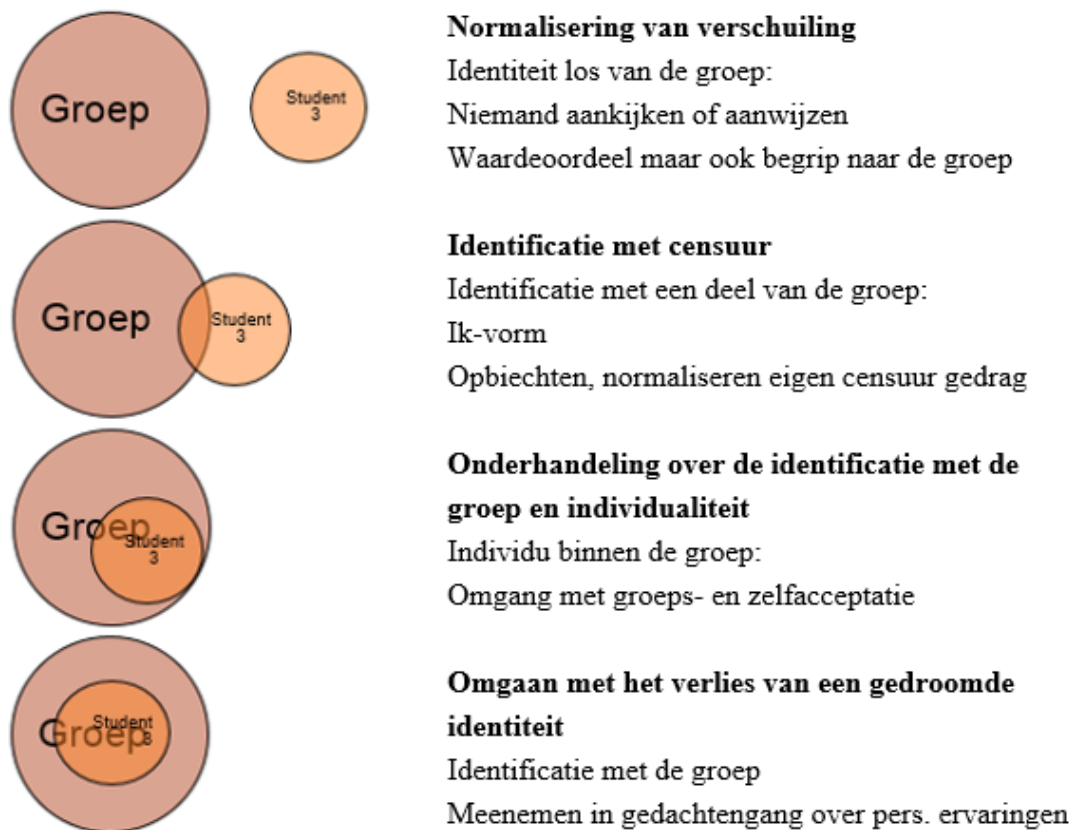 Groep
Student
3
Normalisering van verschuiling
Identiteit los van de groep:
Niemand aankijken of aanwijzen
Waardeoordeel maar ook begrip naar de groep
Groep
Student
3
Identificatie met censuur
Identificatie met een deel van de groep:
Ik-vorm
Opbiechten, normaliseren eigen censuur gedrag
Groep
Student
3
Onderhandeling over de identificatie met de
groep en individualiteit
Individu binnen de groep:
Omgang met groeps- en zelfacceptatie
Groep
Student
3
Omgaan met het verlies van een gedroomde
identiteit
Identificatie met de groep
Meenemen in gedachtengang over pers. ervaringen